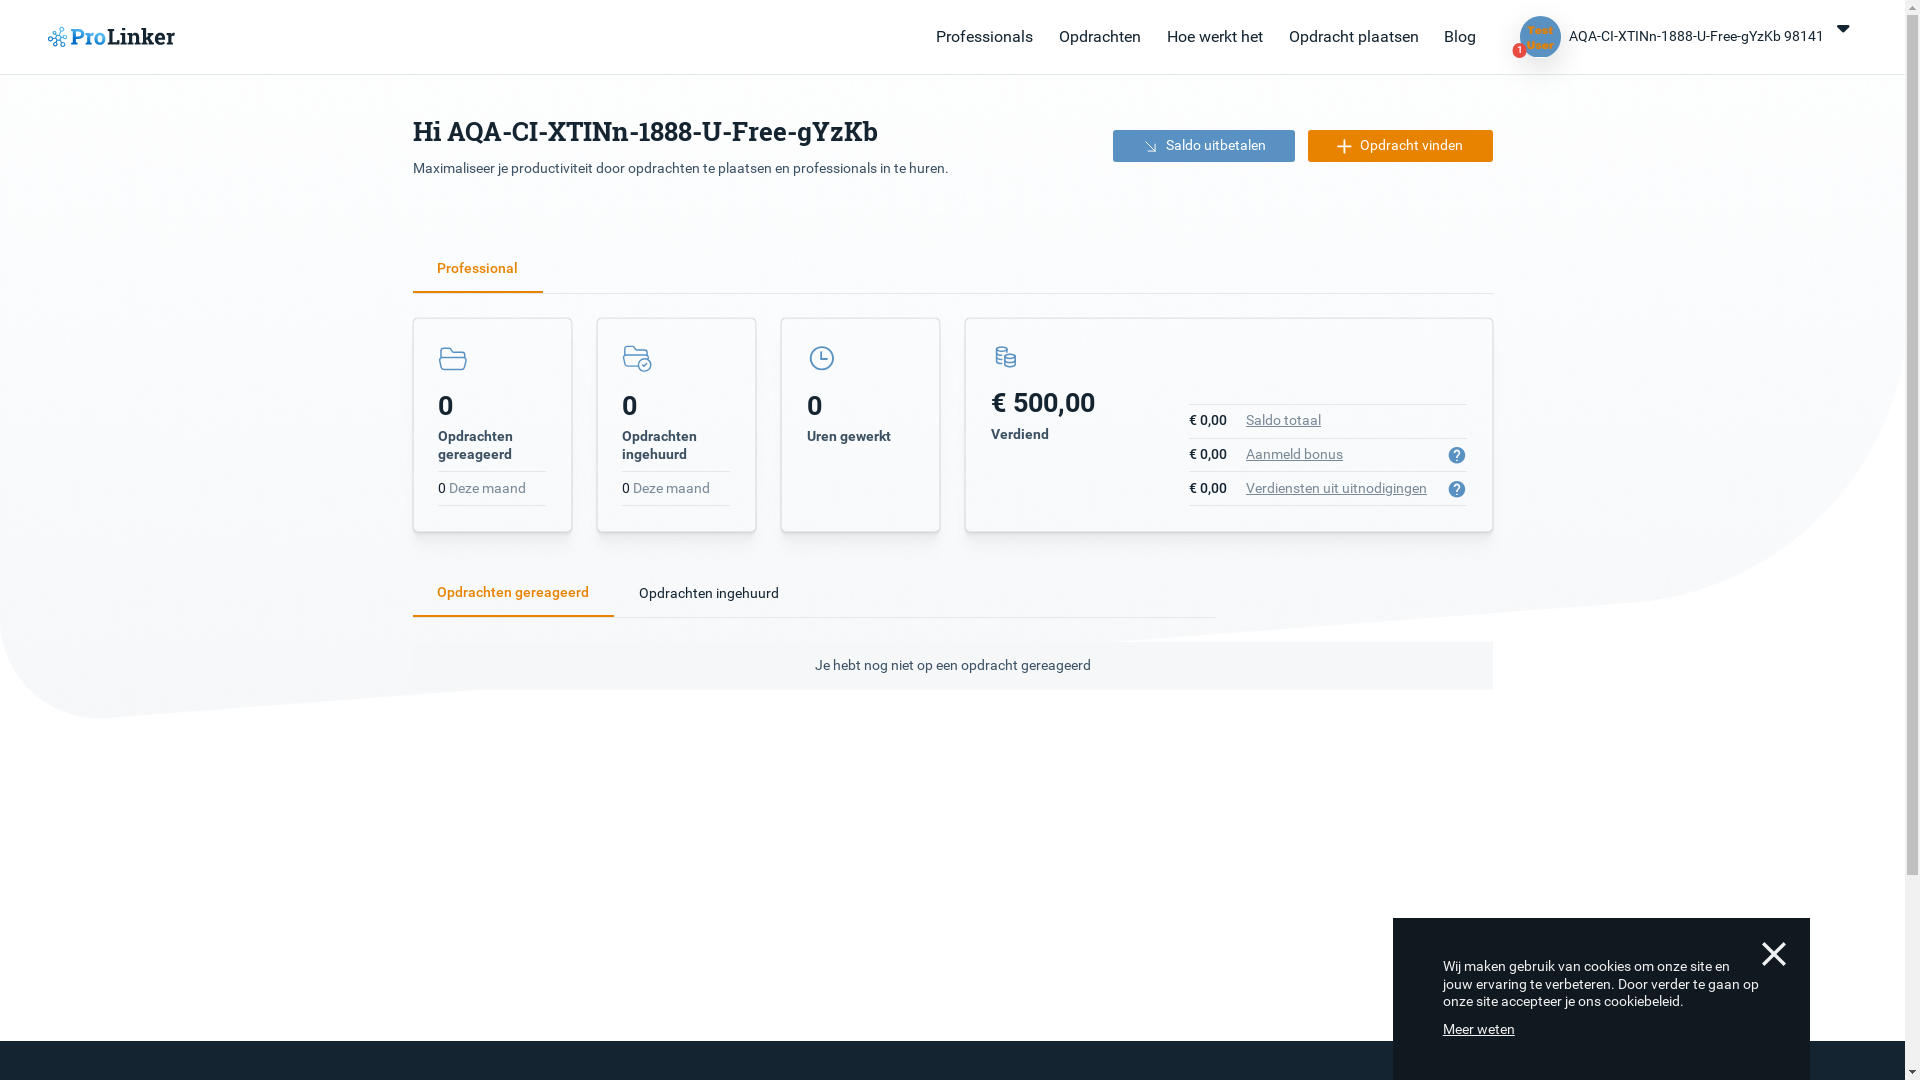 ProLinker
Professionals
Opdrachten
Hoe werkt het
Opdracht plaatsen
Blog
Test
User
1
AQA-CI-XTINn-1888-U-Free-gYzKb 98141
Hi AQA-CI-XTINn-1888-U-Free-gYzKb
Maximaliseer je productiviteit door opdrachten te plaatsen en professionals in te huren.
Saldo uitbetalen
Opdracht vinden
Professional
0
Opdrachten
gereageerd
0 Deze maand
0
Opdrachten
ingehuurd
0 Deze maand
0
Uren gewerkt
€ 500,00
Verdiend
€ 0,00 Saldo totaal
€ 0,00 Aanmeld bonus ?
€ 0,00 Verdiensten uit uitnodigingen ?
Opdrachten gereageerd
Opdrachten ingehuurd
Je hebt nog niet op een opdracht gereageerd
Wij maken gebruik van cookies om onze site en
jouw ervaring te verbeteren. Door verder te gaan op
onze site accepteer je ons cookiebeleid.
Meer weten